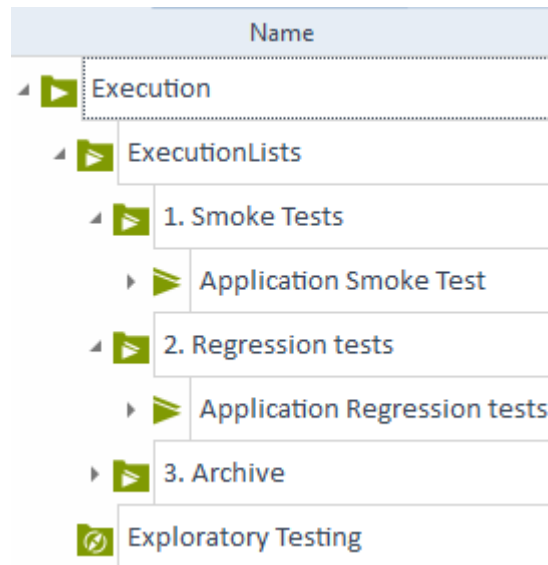 Name
Execution
ExecutionLists
1. Smoke Tests
Application Smoke Test
2. Regression tests
Application Regression tests
3. Archive
Exploratory Testing